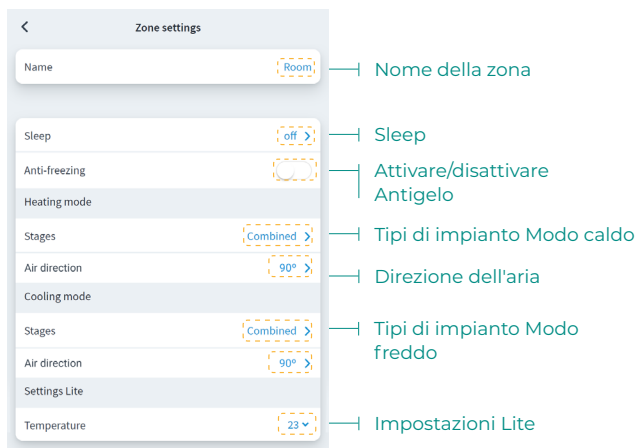 Zone settings
Name Room Nome della zona
Sleep off Sleep
Anti-freezing Attivare/disattivare
Antigelo
Heating mode
Stages Combined Tipi di impianto Modo caldo
Air direction 90º Direzione dell'aria
Cooling mode
Stages Combined Tipi di impianto Modo
freddo
Air direction 90º
Settings Lite
Temperature 23 Impostazioni Lite